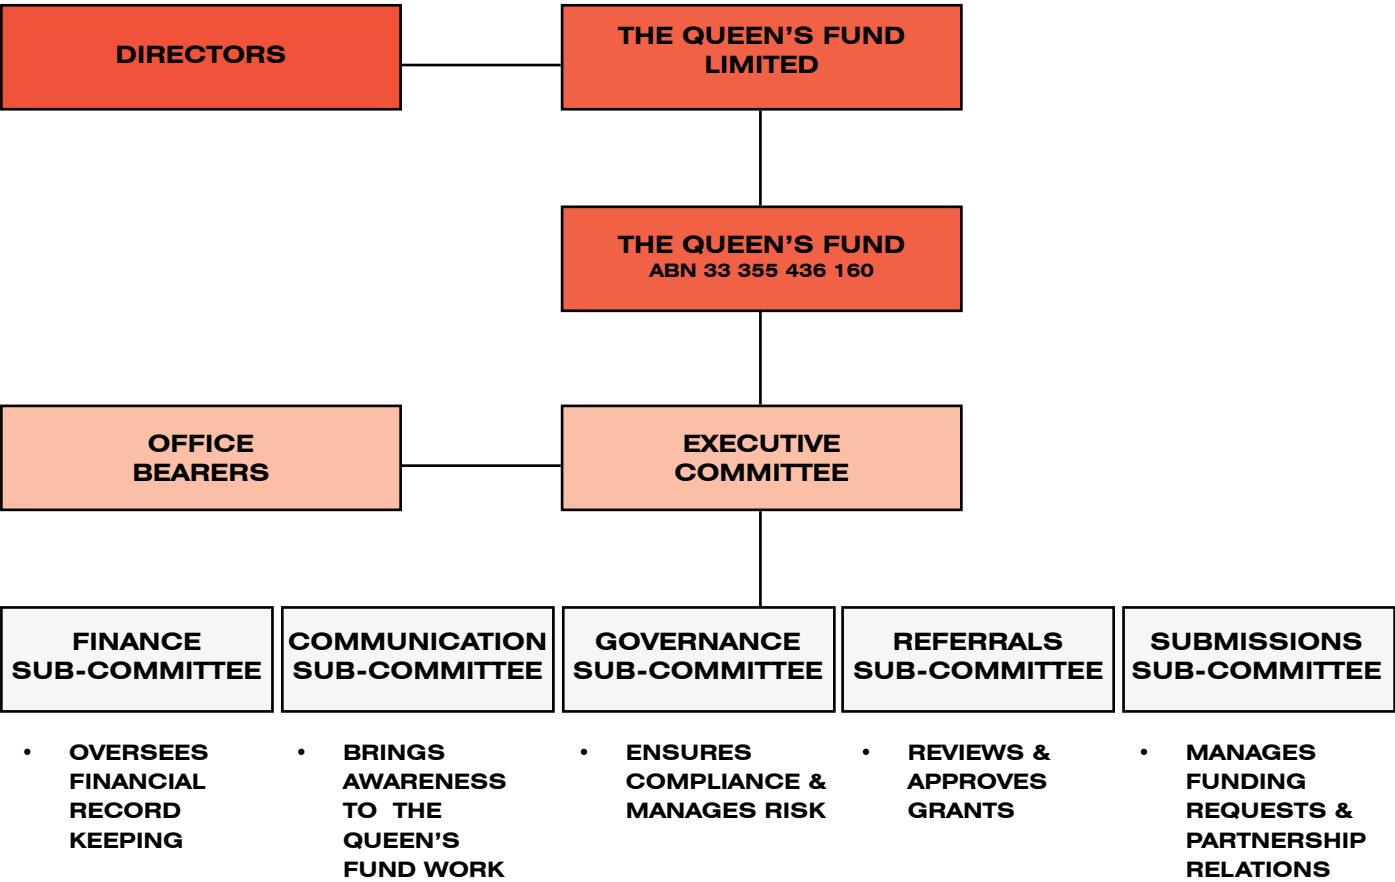 DIRECTORS
THE QUEEN’S FUND
LIMITED
THE QUEEN’S FUND
ABN 33 355 436 160
OFFICE
BEARERS
EXECUTIVE
COMMITTEE
FINANCE
SUB-COMMITTEE
COMMUNICATION
SUB-COMMITTEE
GOVERNANCE
SUB-COMMITTEE
REFERRALS
SUB-COMMITTEE
SUBMISSIONS
SUB-COMMITTEE
• OVERSEES
FINANCIAL
RECORD
KEEPING
• BRINGS
AWARENESS
TO THE
QUEEN’S
FUND WORK
• ENSURES
COMPLIANCE &
MANAGES RISK
• REVIEWS &
APPROVES
GRANTS
• MANAGES
FUNDING
REQUESTS &
PARTNERSHIP
RELATIONS